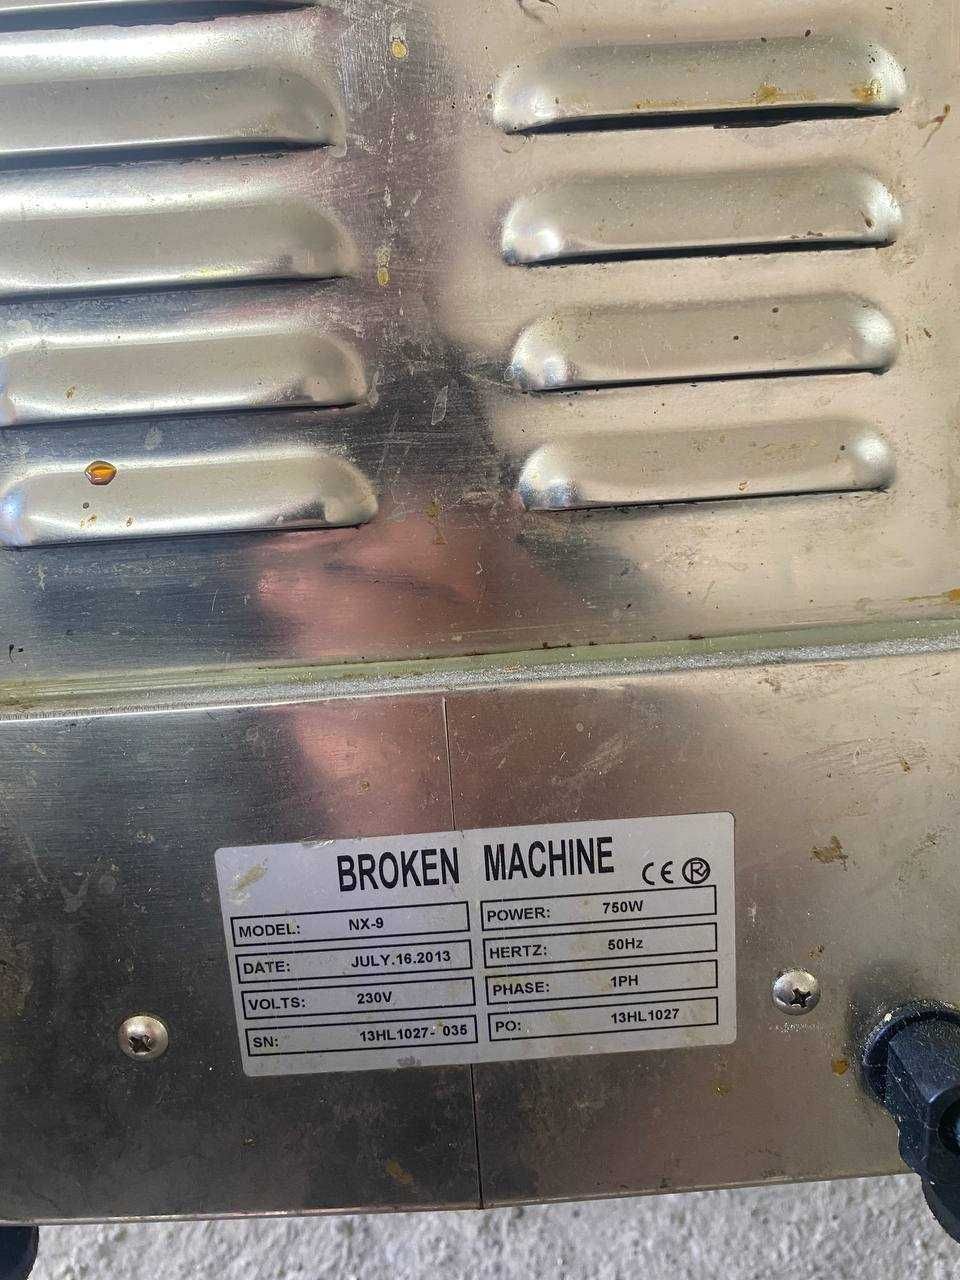 BROKEN MACHINE
CE ®
MODEL: NX-9
POWER: 750W
DATE: JULY.16.2013
HERTZ: 50Hz
VOLTS: 230V
PHASE: 1PH
SN: 13HL1027- 035
PO: 13HL1027